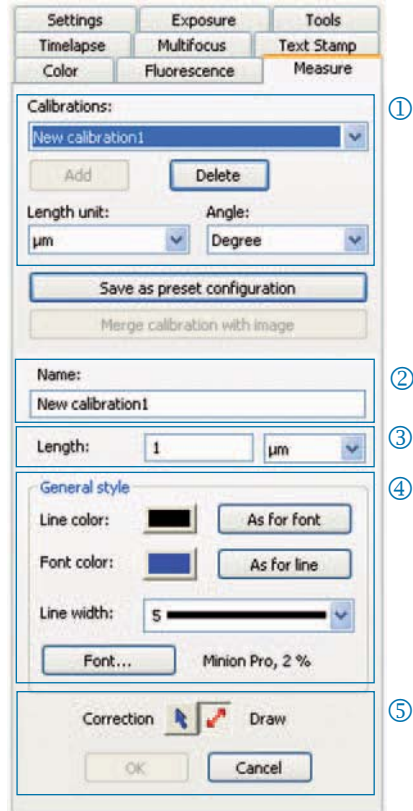 Settings Exposure Tools
Timelapse Multifocus Text Stamp
Color Fluorescence Measure
Calibrations: ①
New calibration1
Add Delete
Length unit: Angle:
µm Degree
Save as preset configuration
Merge calibration with image
Name: ②
New calibration1
Length: 1 µm ③
General style ④
Line color: As for font
Font color: As for line
Line width: 5
Font... Minion Pro, 2 %
Correction Draw ⑤
OK Cancel